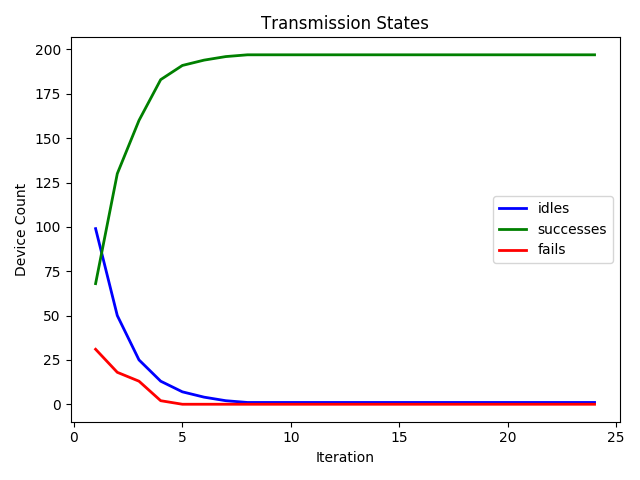 Transmission States
200
175
150
125
100
75
50
25
0
Device Count
idles
successes
fails
0 5 10 15 20 25
Iteration